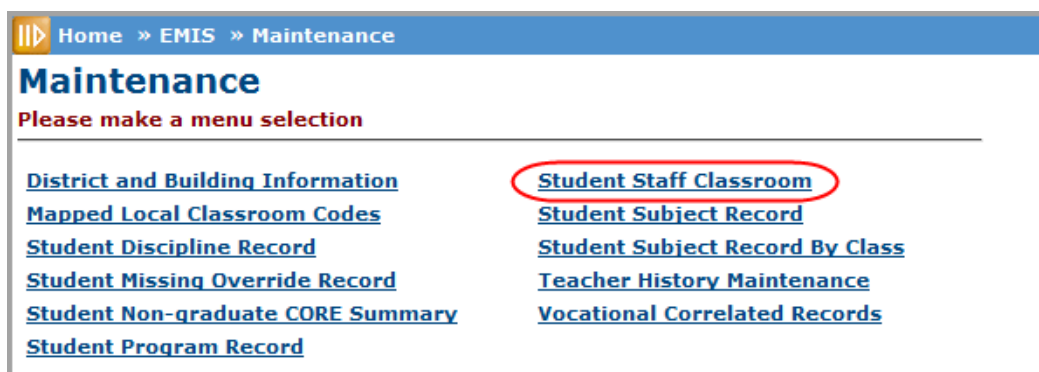 Home » EMIS » Maintenance
Maintenance
Please make a menu selection
District and Building Information
Mapped Local Classroom Codes
Student Discipline Record
Student Missing Override Record
Student Non-graduate CORE Summary
Student Program Record
Student Staff Classroom
Student Subject Record
Student Subject Record By Class
Teacher History Maintenance
Vocational Correlated Records